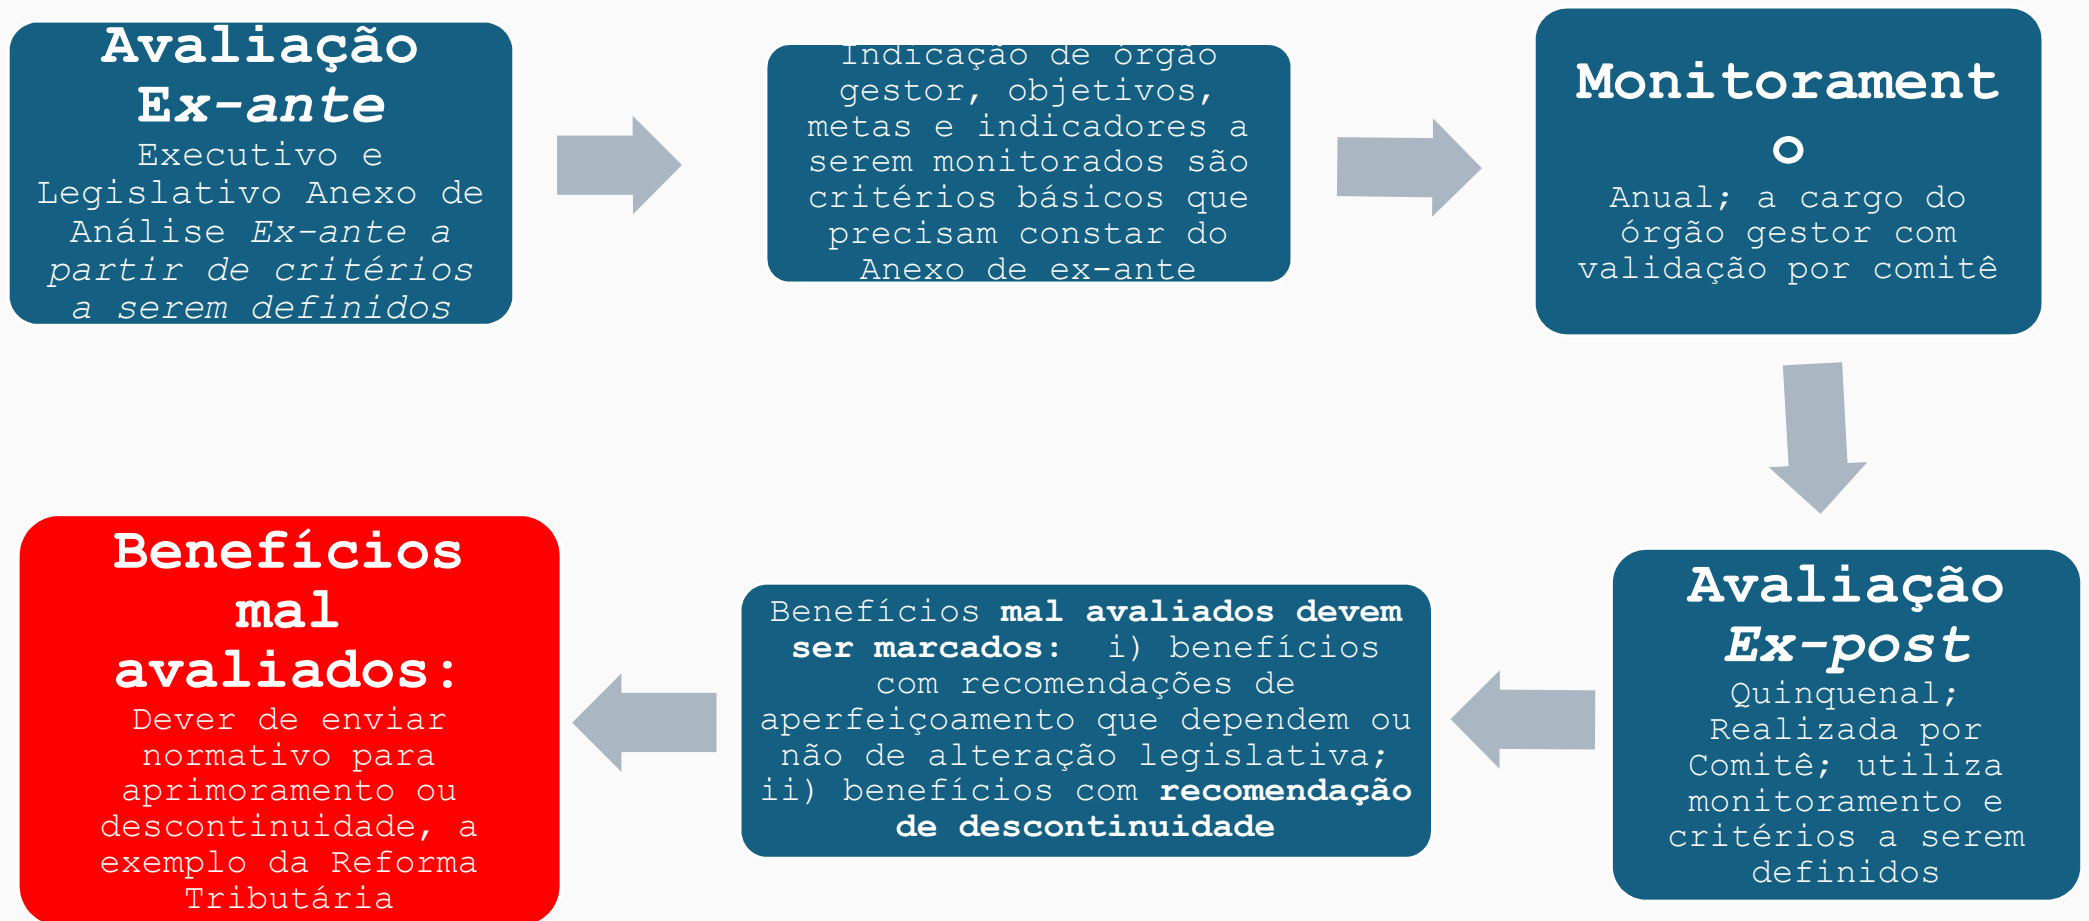 Avaliação
Ex-ante
Executivo e
Legislativo Anexo de
Análise Ex-ante a
partir de critérios
a serem definidos
Indicação de órgão
gestor, objetivos,
metas e indicadores a
serem monitorados são
critérios básicos que
precisam constar do
Anexo de ex-ante
Monitorament
o
Anual; a cargo do
órgão gestor com
validação por comitê
Avaliação
Ex-post
Quinquenal;
Realizada por
Comitê; utiliza
monitoramento e
critérios a serem
definidos
Benefícios mal avaliados devem
ser marcados: i) benefícios
com recomendações de
aperfeiçoamento que dependem ou
não de alteração legislativa;
ii) benefícios com recomendação
de descontinuidade
Benefícios
mal
avaliados:
Dever de enviar
normativo para
aprimoramento ou
descontinuidade, a
exemplo da Reforma
Tributária